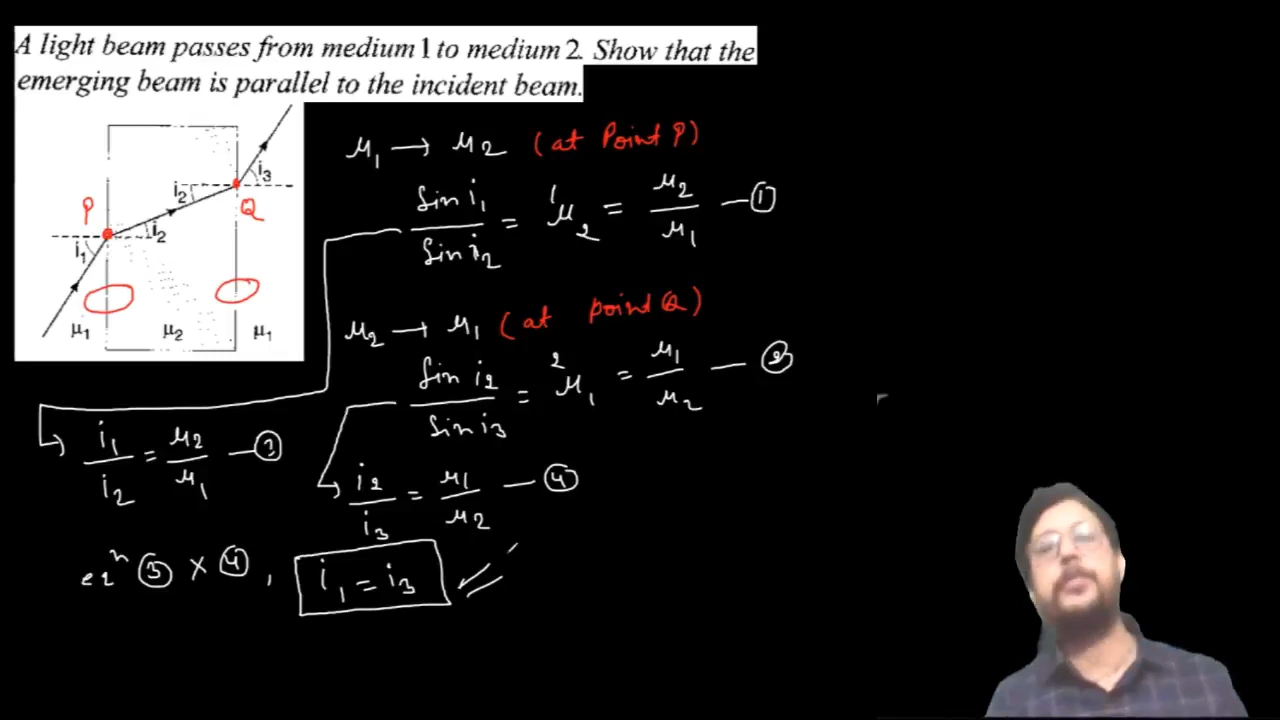 A light beam passes from medium 1 to medium 2. Show that the
emerging beam is parallel to the incident beam.
μ₁ → μ₂ (at Point P)
sin i₁ / sin i₂ = ¹μ₂ = μ₂ / μ₁ — ①
μ₂ → μ₁ (at point Q)
sin i₂ / sin i₃ = ²μ₁ = μ₁ / μ₂ — ②
P
Q
i₁
i₂
i₂
i₃
μ₁ μ₂ μ₁
i₁ / i₂ = μ₂ / μ₁ — ③
i₂ / i₃ = μ₁ / μ₂ — ④
eqⁿ ③ × ④, i₁ = i₃